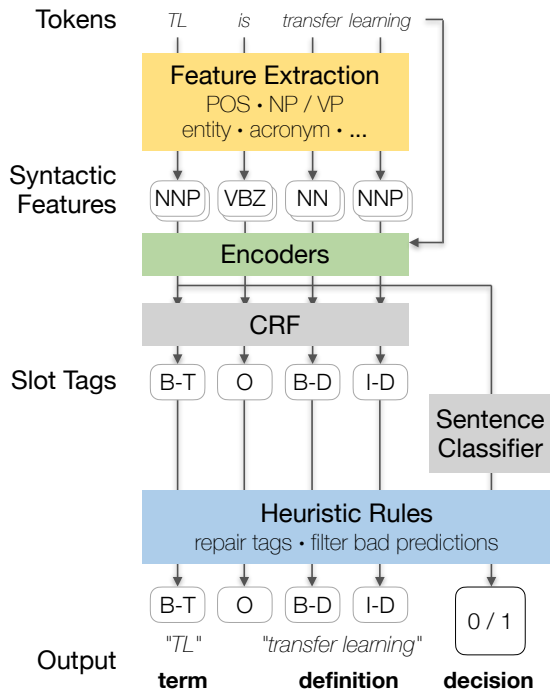 Tokens TL is transfer learning
Feature Extraction
POS • NP / VP
entity • acronym • ...
Syntactic
Features
NNP VBZ NN NNP
Encoders
CRF
Slot Tags
B-T O B-D I-D
Sentence
Classifier
Heuristic Rules
repair tags • filter bad predictions
B-T O B-D I-D
0 / 1
"TL" "transfer learning"
Output
term definition decision